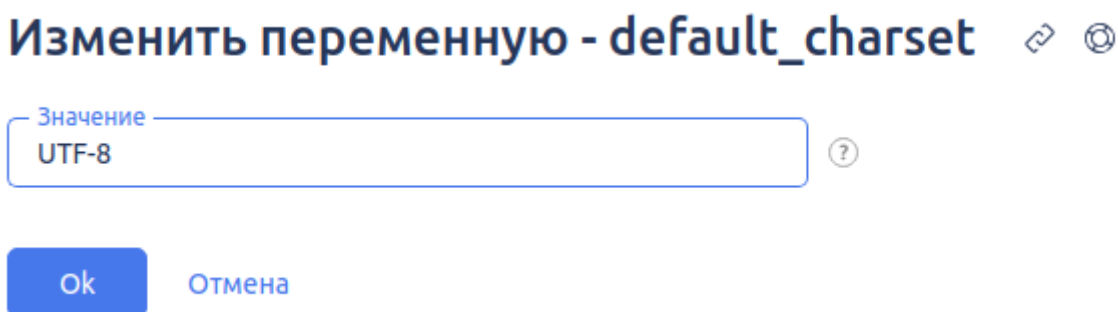 Изменить переменную - default_charset
Значение
UTF-8
?
Ok Отмена